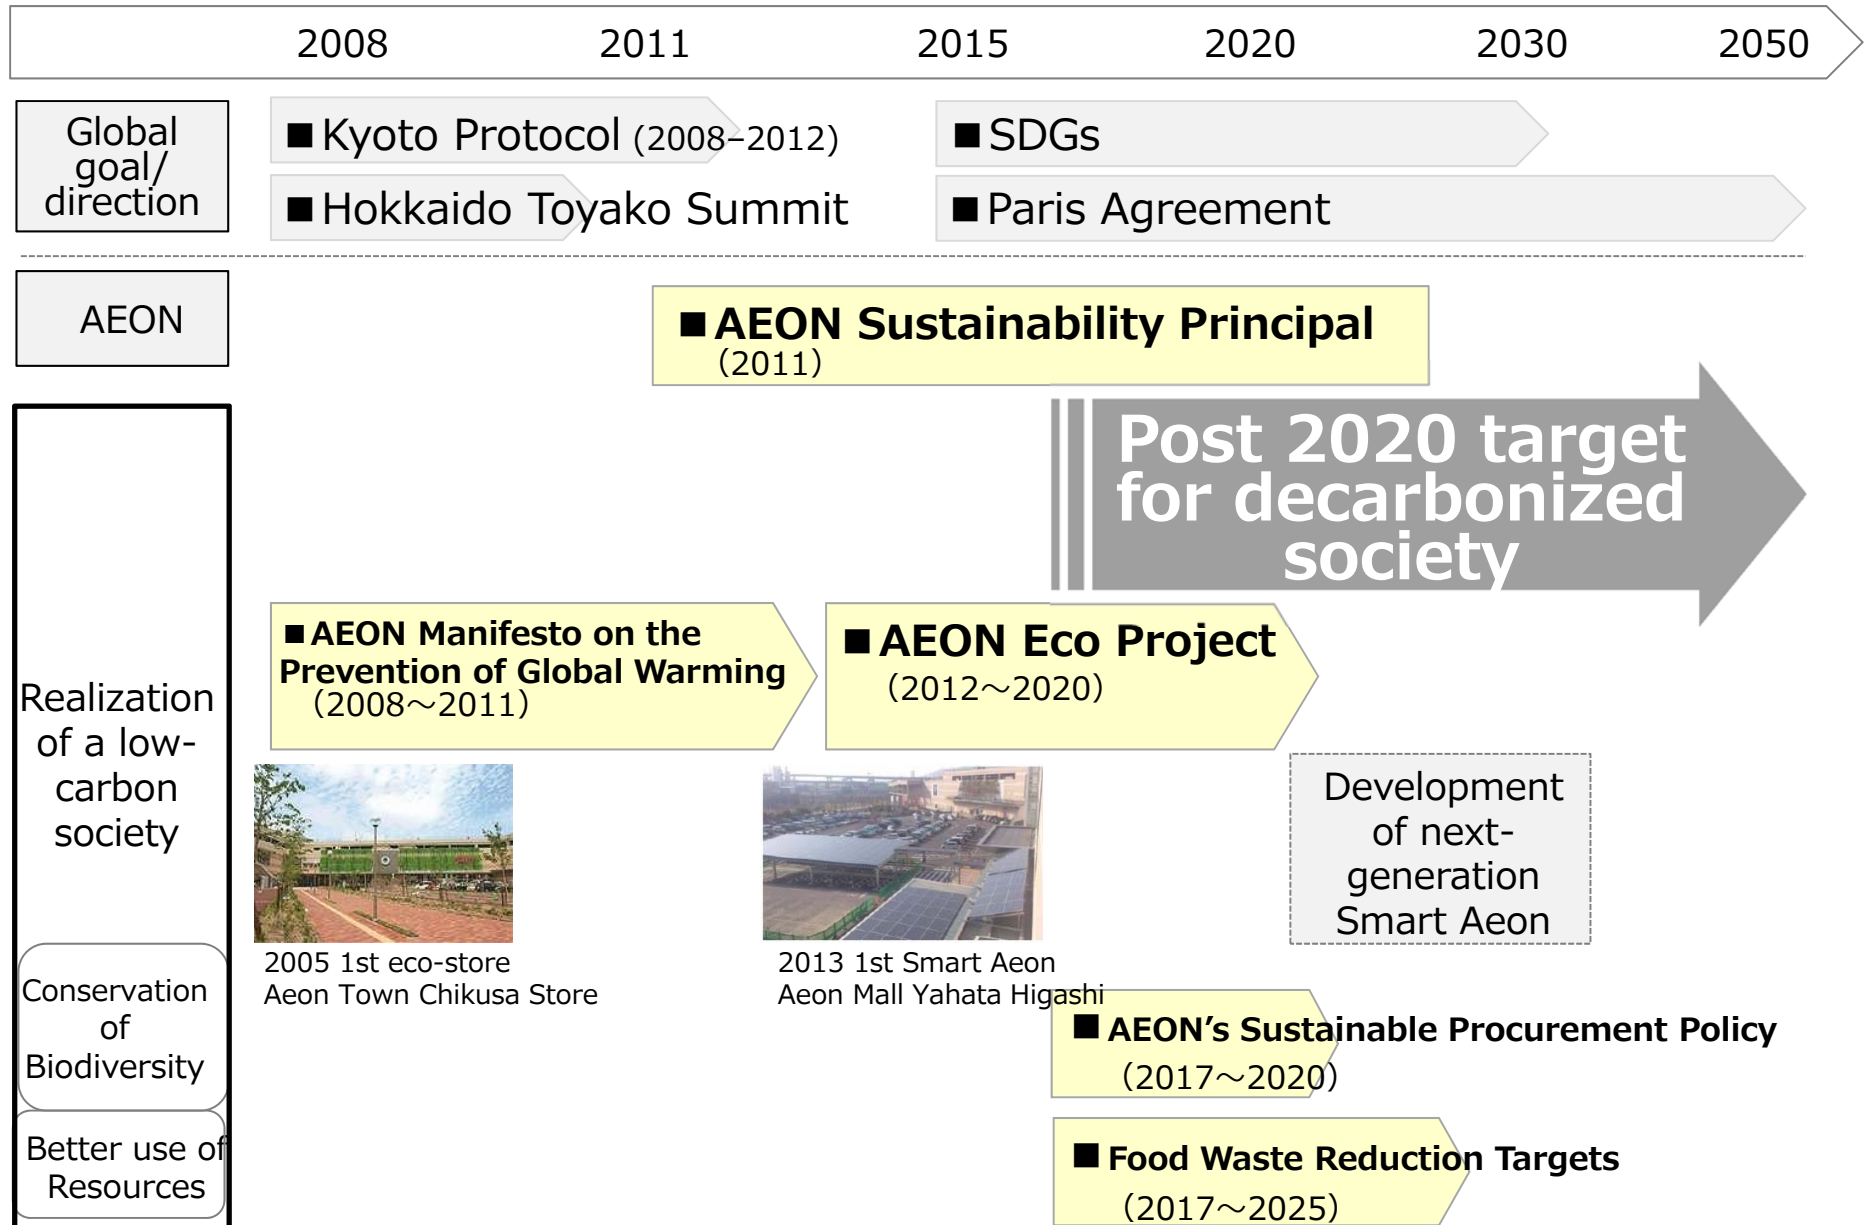 2008 2011 2015 2020 2030 2050
Global
goal/
direction
■Kyoto Protocol (2008–2012)
■SDGs
■Hokkaido Toyako Summit
■Paris Agreement
AEON
■AEON Sustainability Principal
（2011）
Post 2020 target
for decarbonized
society
Realization
of a low-
carbon
society
■AEON Manifesto on the
Prevention of Global Warming
（2008～2011）
■AEON Eco Project
（2012～2020）
2005 1st eco-store
Aeon Town Chikusa Store
2013 1st Smart Aeon
Aeon Mall Yahata Higashi
Development
of next-
generation
Smart Aeon
Conservation
of
Biodiversity
■AEON’s Sustainable Procurement Policy
（2017～2020）
Better use of
Resources
■Food Waste Reduction Targets
（2017～2025）